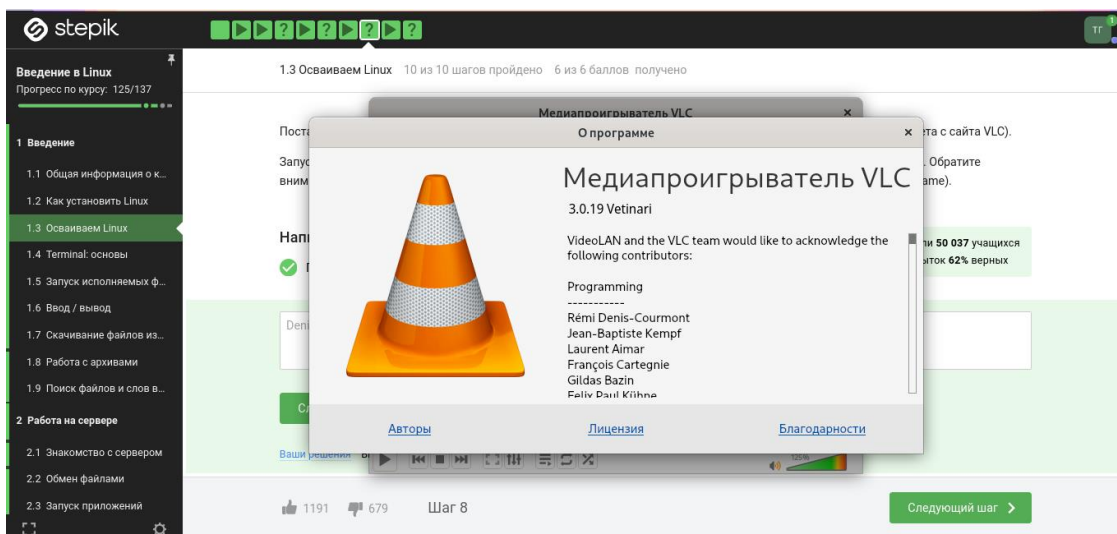 stepik
ТГ
1
Введение в Linux
Прогресс по курсу: 125/137
1 Введение
1.1 Общая информация о к...
1.2 Как установить Linux
1.3 Осваиваем Linux
1.4 Terminal: основы
1.5 Запуск исполняемых ф...
1.6 Ввод / вывод
1.7 Скачивание файлов из...
1.8 Работа с архивами
1.9 Поиск файлов и слов в...
2 Работа на сервере
2.1 Знакомство с сервером
2.2 Обмен файлами
2.3 Запуск приложений
1.3 Осваиваем Linux 10 из 10 шагов пройдено 6 из 6 баллов получено
Медиапроигрыватель VLC
с сайта VLC).
Обратите
О программе
Медиапроигрыватель VLC
3.0.19 Vetinari
VideoLAN and the VLC team would like to acknowledge the
following contributors:
Programming
-----------
Rémi Denis-Courmont
Jean-Baptiste Kempf
Laurent Aimar
François Cartegnie
Gildas Bazin
Felix Paul Kühne
Авторы Лицензия Благодарности
50 037 учащихся
62% верных
Ваши решения
125%
1191 679 Шаг 8
Следующий шаг